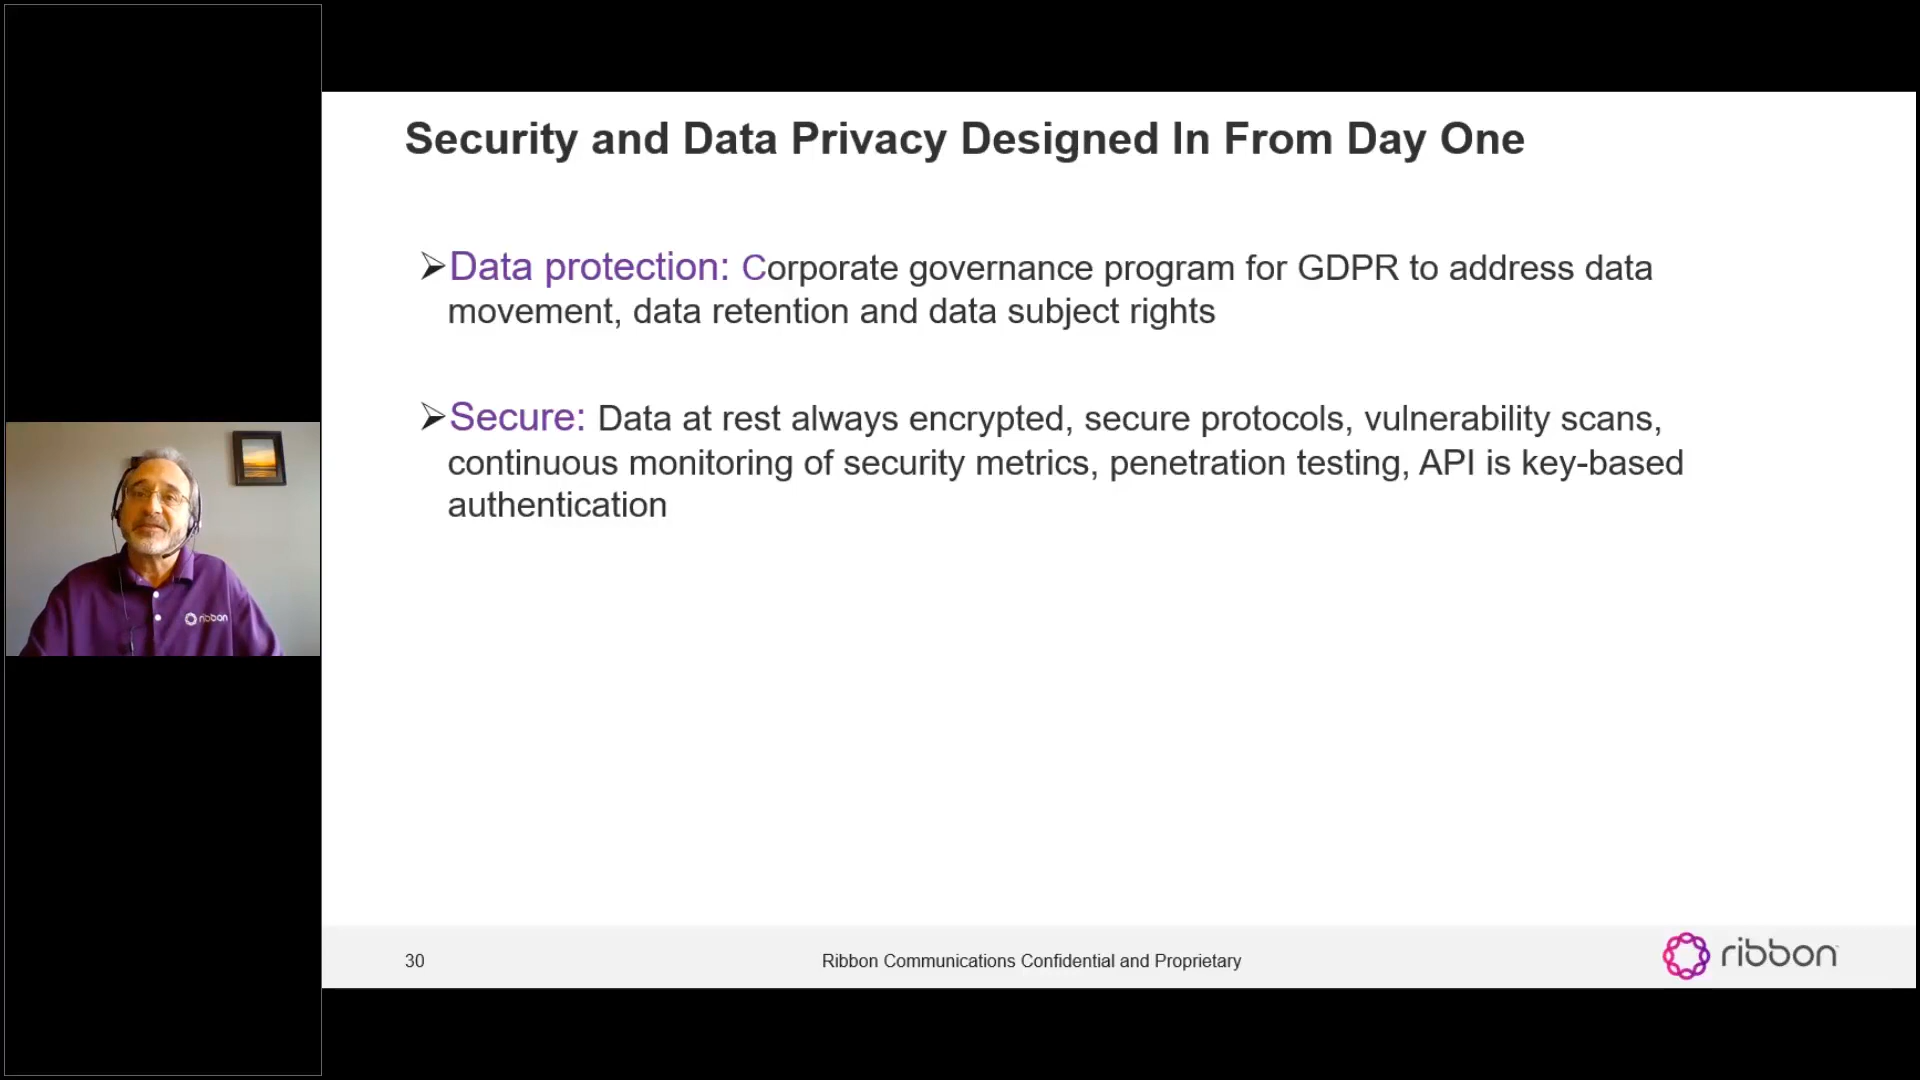 Security and Data Privacy Designed In From Day One
➢Data protection: Corporate governance program for GDPR to address data
movement, data retention and data subject rights
➢Secure: Data at rest always encrypted, secure protocols, vulnerability scans,
continuous monitoring of security metrics, penetration testing, API is key-based
authentication
ribbon
30
Ribbon Communications Confidential and Proprietary
ribbon